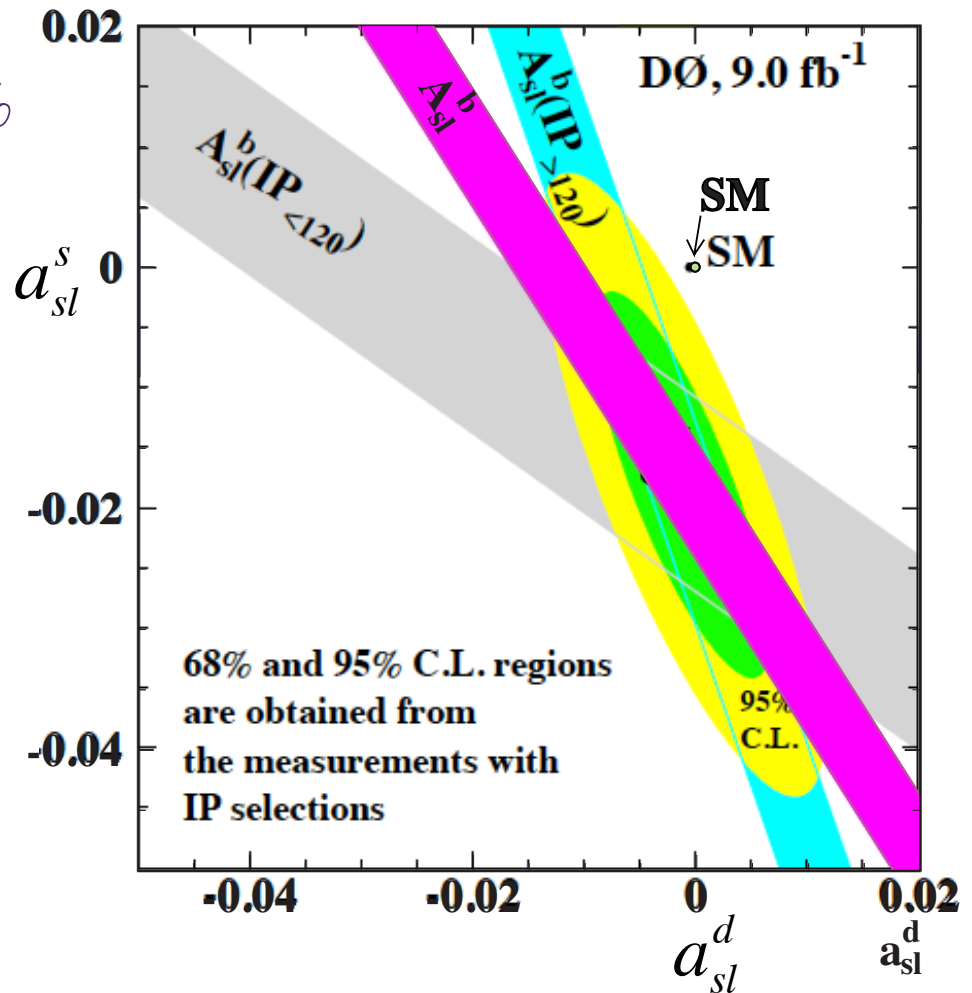 0.02
DØ, 9.0 fb-1
A b sl
A b sl (IP >120)
A b sl (IP <120)
SM
SM
a s sl
0
-0.02
-0.04
68% and 95% C.L. regions
are obtained from
the measurements with
IP selections
95%
C.L.
-0.04
-0.02
0
0.02
a d sl
a d sl